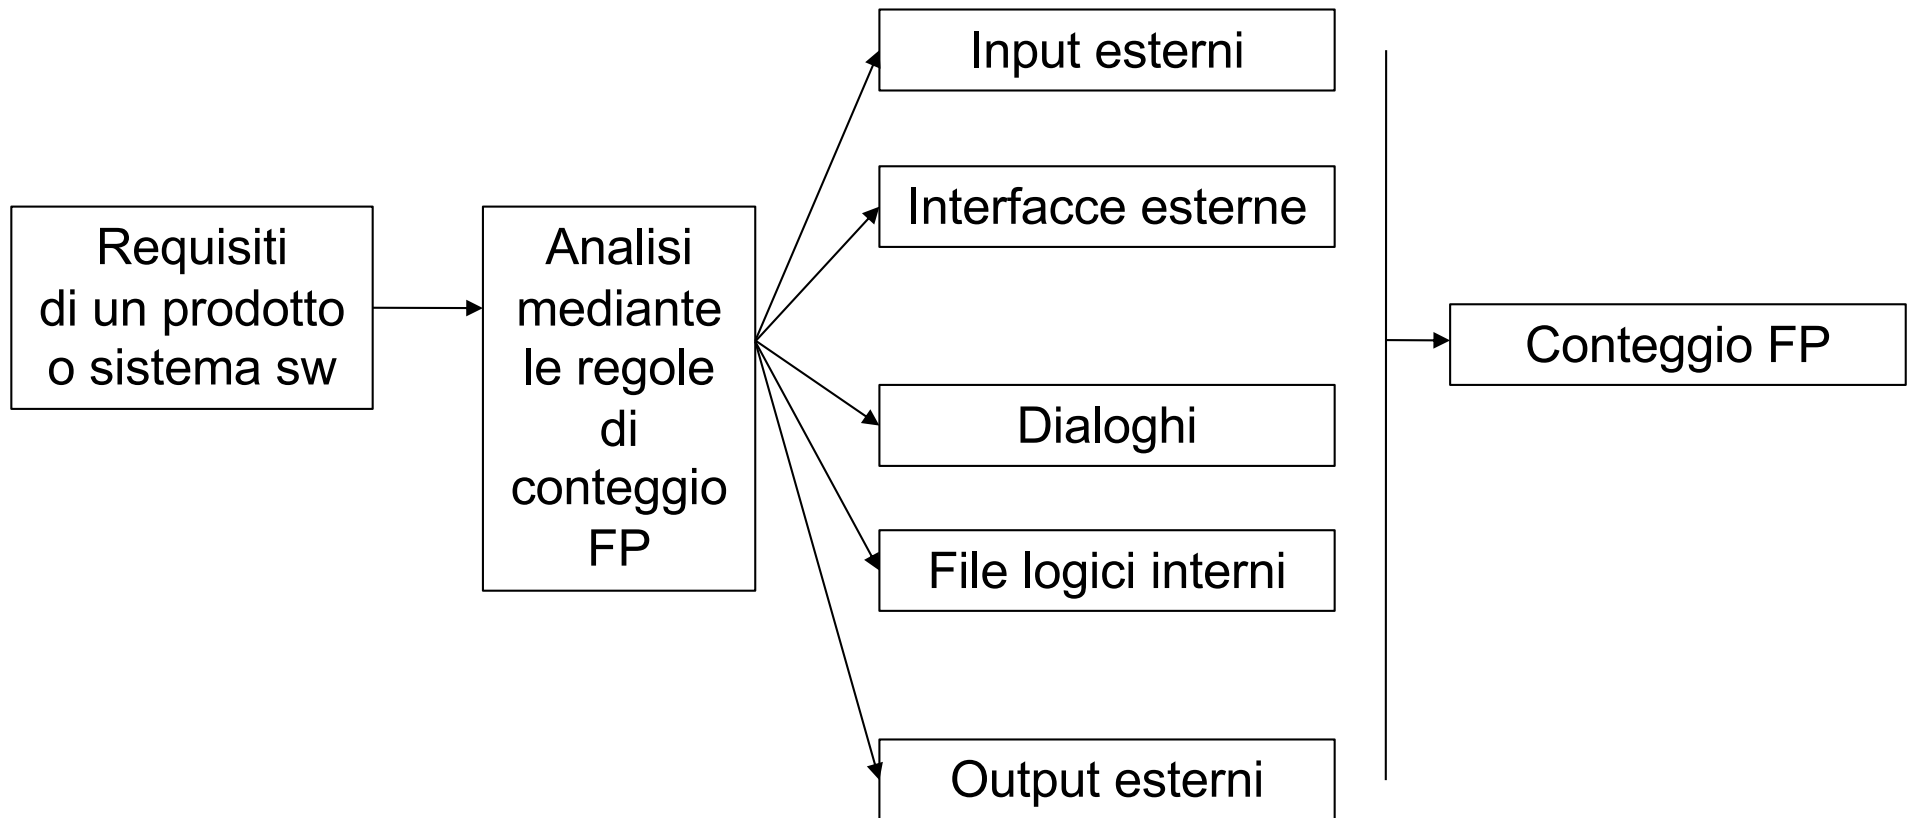 Requisiti
di un prodotto
o sistema sw
Analisi
mediante
le regole
di
conteggio
FP
Input esterni
Interfacce esterne
Dialoghi
File logici interni
Output esterni
Conteggio FP